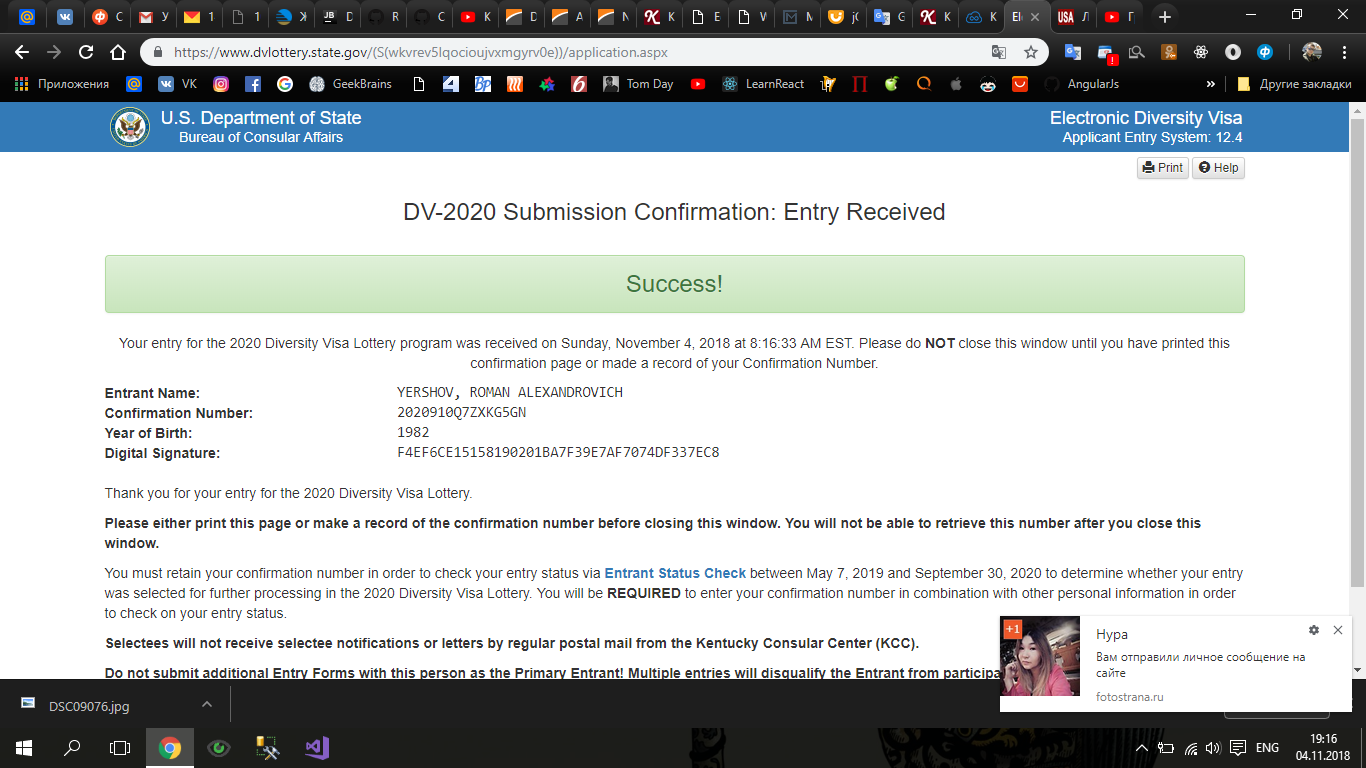 https://www.dvlottery.state.gov/(S(wkvrev5lqocioujvxmgyrv0e))/application.aspx
Приложения VK GeekBrains Tom Day LearnReact AngularJs » Другие закладки
U.S. Department of State
Bureau of Consular Affairs
Electronic Diversity Visa
Applicant Entry System: 12.4
Print Help
DV-2020 Submission Confirmation: Entry Received
Success!
Your entry for the 2020 Diversity Visa Lottery program was received on Sunday, November 4, 2018 at 8:16:33 AM EST. Please do NOT close this window until you have printed this
confirmation page or made a record of your Confirmation Number.
Entrant Name: YERSHOV, ROMAN ALEXANDROVICH
Confirmation Number: 2020910Q7ZXKG5GN
Year of Birth: 1982
Digital Signature: F4EF6CE15158190201BA7F39E7AF7074DF337EC8
Thank you for your entry for the 2020 Diversity Visa Lottery.
Please either print this page or make a record of the confirmation number before closing this window. You will not be able to retrieve this number after you close this
window.
You must retain your confirmation number in order to check your entry status via Entrant Status Check between May 7, 2019 and September 30, 2020 to determine whether your entry
was selected for further processing in the 2020 Diversity Visa Lottery. You will be REQUIRED to enter your confirmation number in combination with other personal information in order
to check on your entry status.
Selectees will not receive selectee notifications or letters by regular postal mail from the Kentucky Consular Center (KCC).
Do not submit additional Entry Forms with this person as the Primary Entrant! Multiple entries will disqualify the Entrant from
+1
Нура
Вам отправили личное сообщение на
сайте
fotostrana.ru
DSC09076.jpg
ENG
19:16
04.11.2018